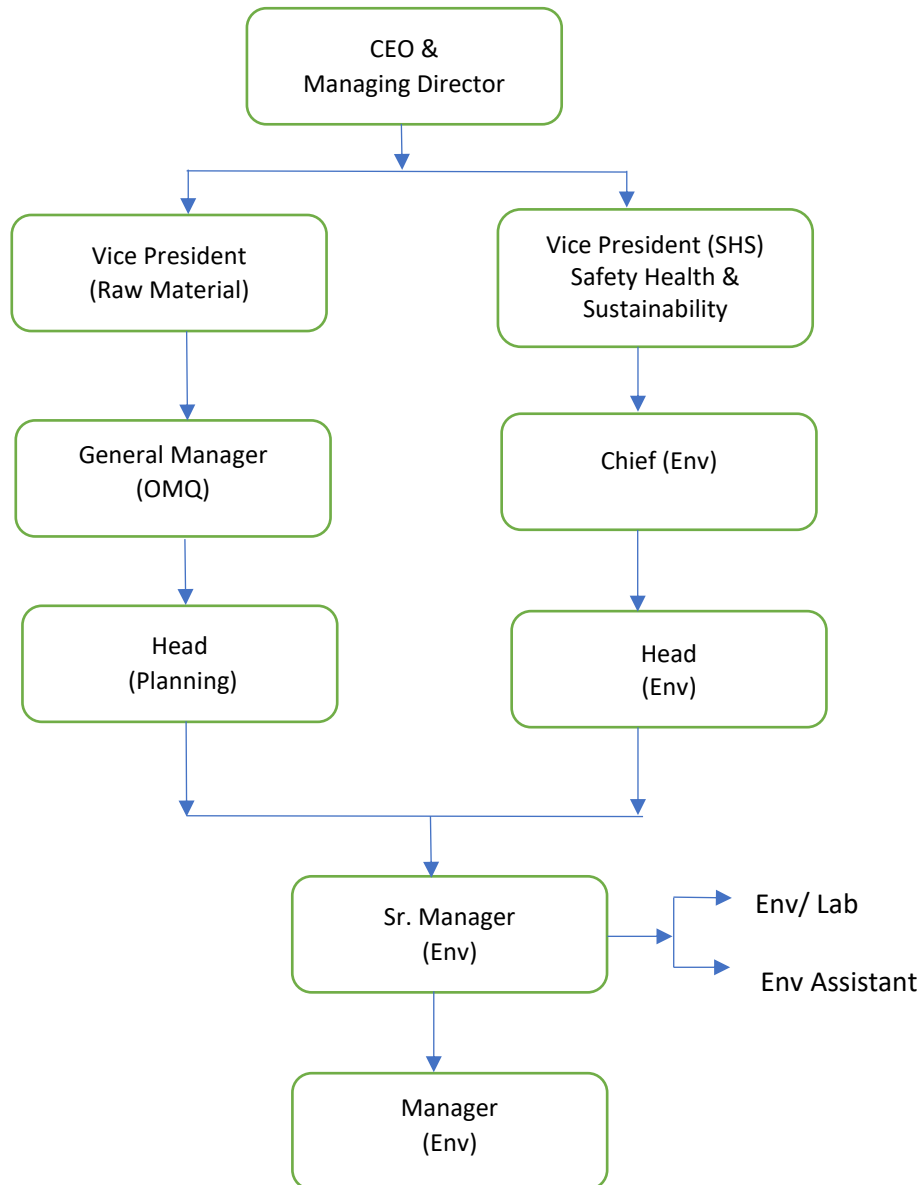 CEO &
Managing Director
Vice President
(Raw Material)
Vice President (SHS)
Safety Health &
Sustainability
General Manager
(OMQ)
Chief (Env)
Head
(Planning)
Head
(Env)
Sr. Manager
(Env)
Env/ Lab
Env Assistant
Manager
(Env)